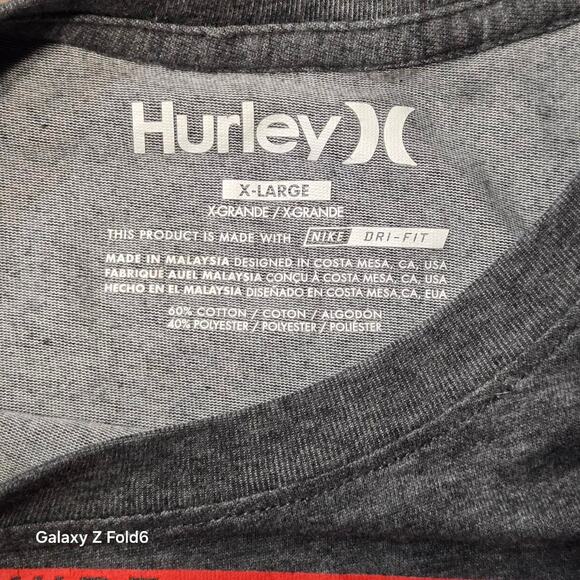 Hurley
X-LARGE
X-GRANDE / X-GRANDE
THIS PRODUCT IS MADE WITH NIKE DRI-FIT
MADE IN MALAYSIA DESIGNED IN COSTA MESA, CA, USA
FABRIQUE AUEL MALAYSIA CONÇU À COSTA MESA, CA, USA
HECHO EN EL MALAYSIA DISEÑADO EN COSTA MESA,CA, EUA
60% COTTON / COTON / ALGODÓN
40% POLYESTER / POLYESTER / POLIÉSTER
Galaxy Z Fold6